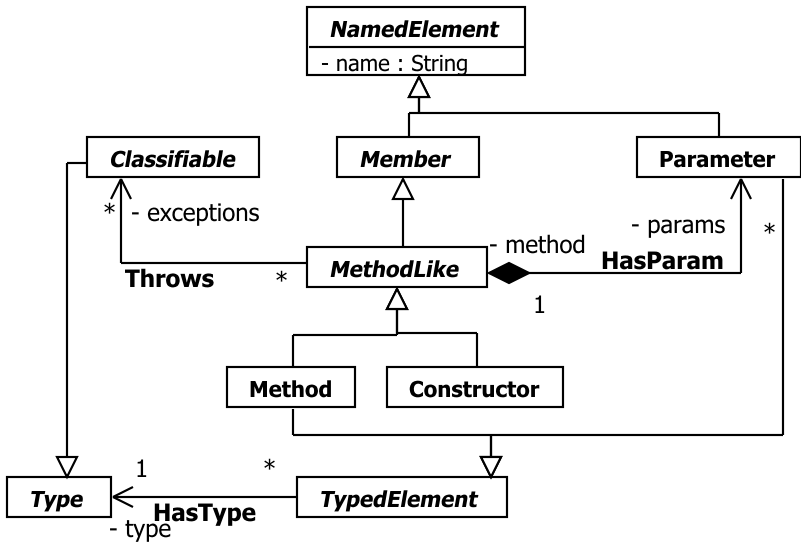 NamedElement
- name : String
Classifiable
Member
Parameter
*
- exceptions
- params
*
- method
Throws
*
MethodLike
HasParam
1
Method
Constructor
1
*
Type
HasType
TypedElement
- type